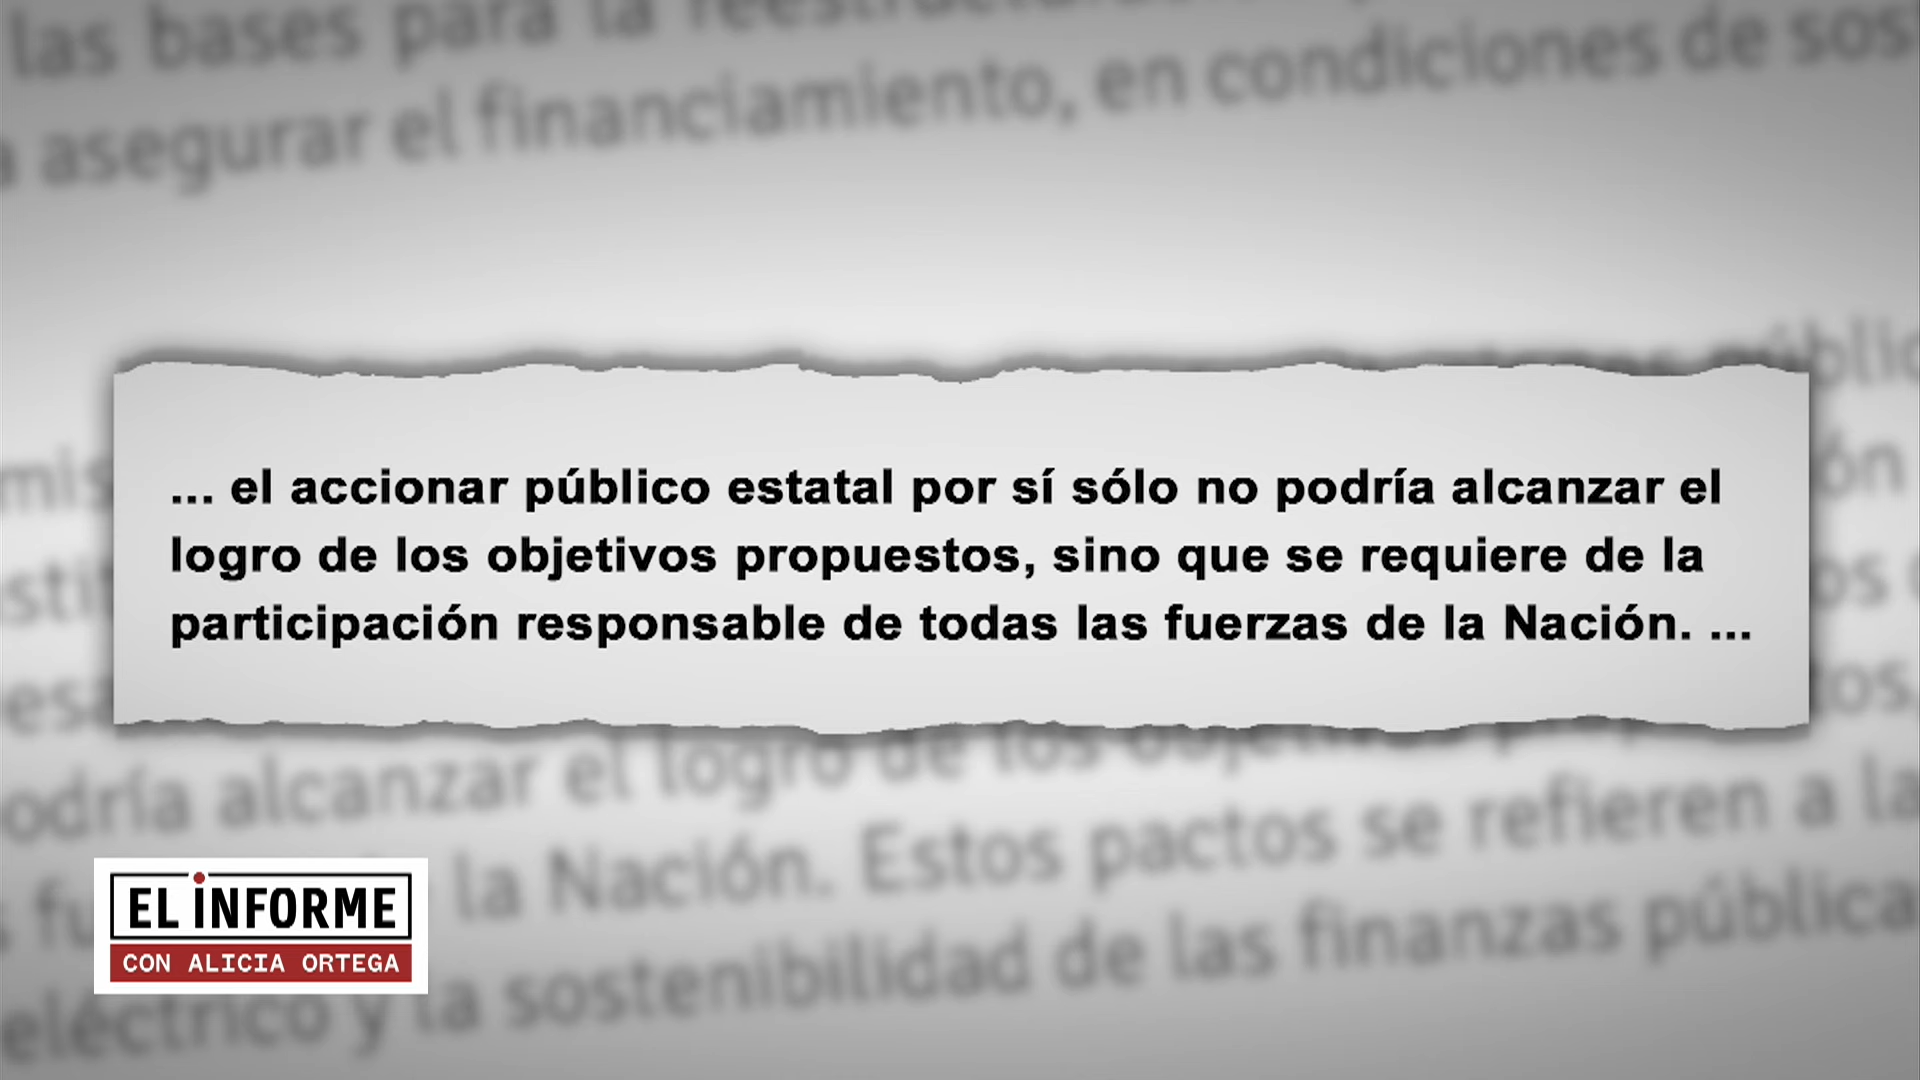 las bases para la
asegurar el financiamiento, en condiciones de
... el accionar público estatal por sí sólo no podría alcanzar el
logro de los objetivos propuestos, sino que se requiere de la
participación responsable de todas las fuerzas de la Nación. ...
alcanzar el logro de los
la Nación. Estos pactos se refieren a la
eléctrico y la sostenibilidad de las finanzas
EL INFORME
CON ALICIA ORTEGA